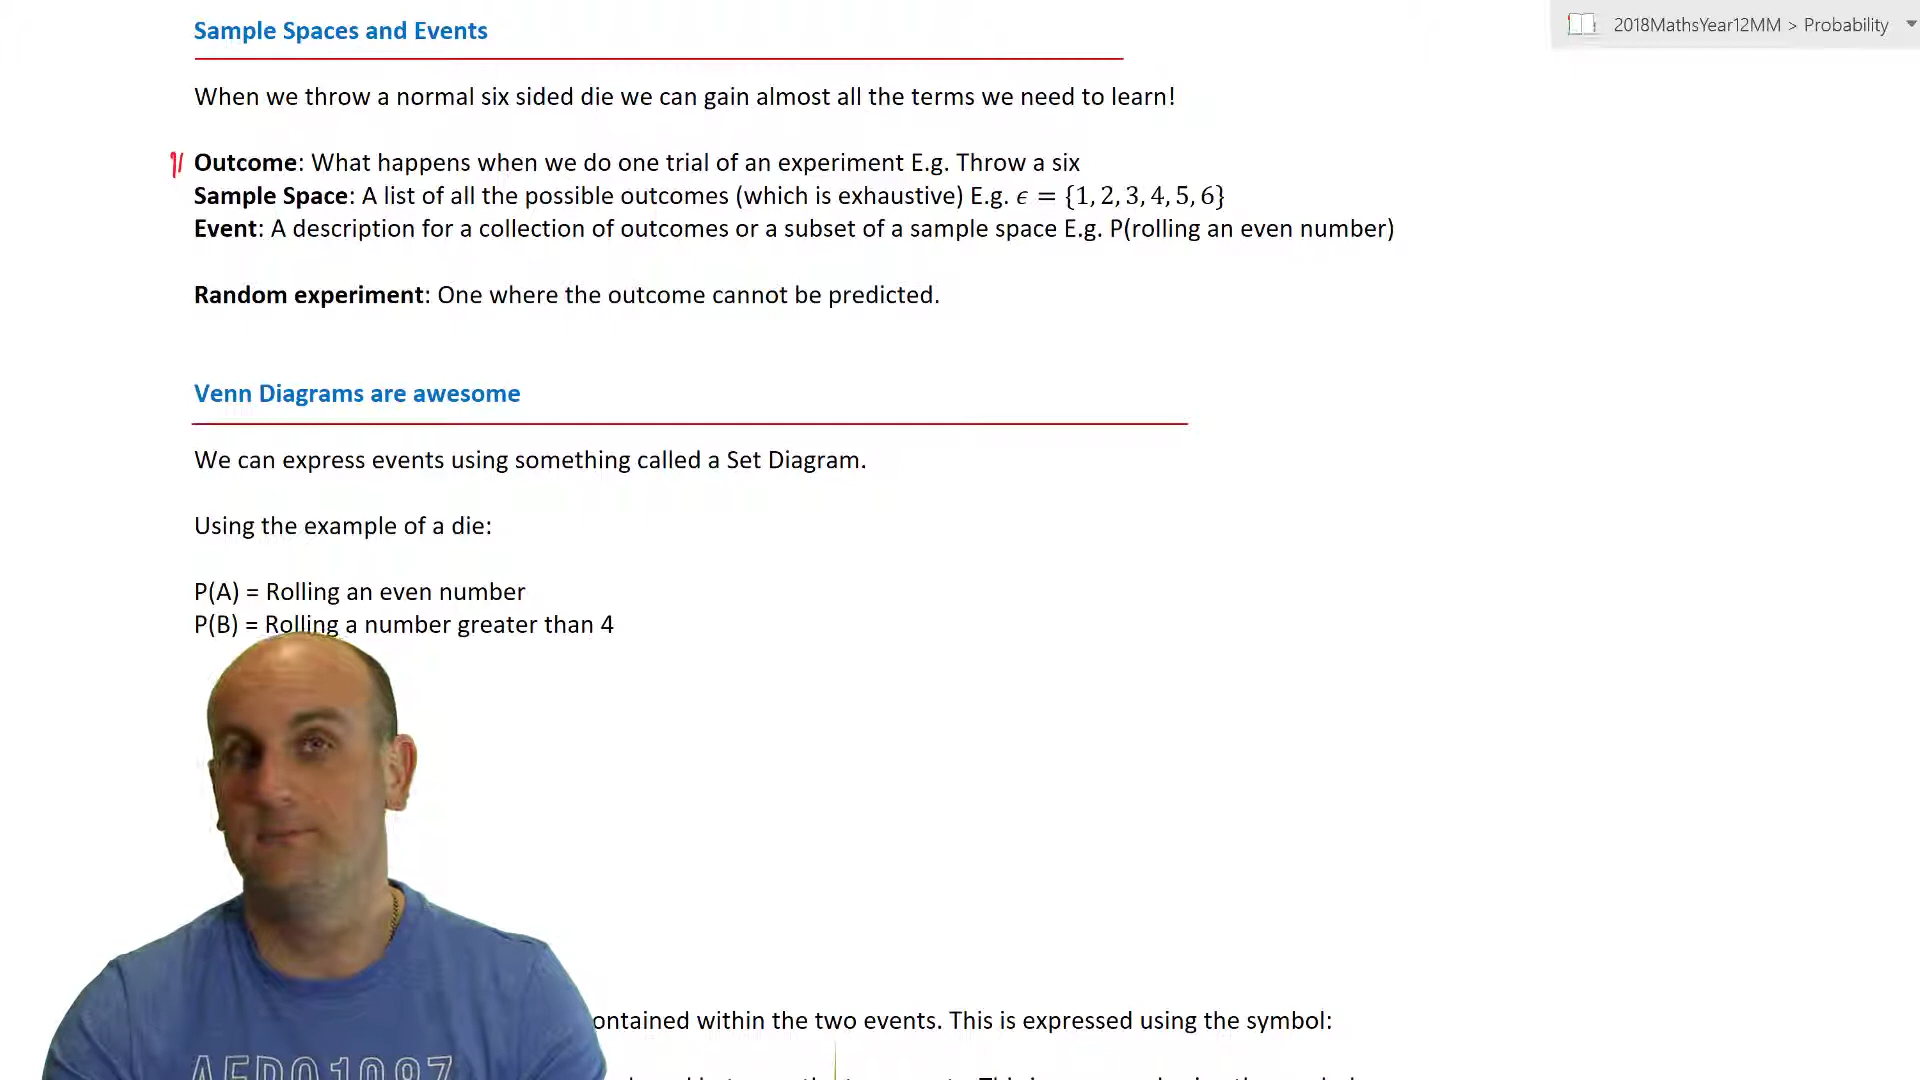 Sample Spaces and Events
2018MathsYear12MM > Probability
When we throw a normal six sided die we can gain almost all the terms we need to learn!
Outcome: What happens when we do one trial of an experiment E.g. Throw a six
Sample Space: A list of all the possible outcomes (which is exhaustive) E.g. ϵ = {1, 2, 3, 4, 5, 6}
Event: A description for a collection of outcomes or a subset of a sample space E.g. P(rolling an even number)
Random experiment: One where the outcome cannot be predicted.
Venn Diagrams are awesome
We can express events using something called a Set Diagram.
Using the example of a die:
P(A) = Rolling an even number
P(B) = Rolling a number greater than 4
within the two events. This is expressed using the symbol: